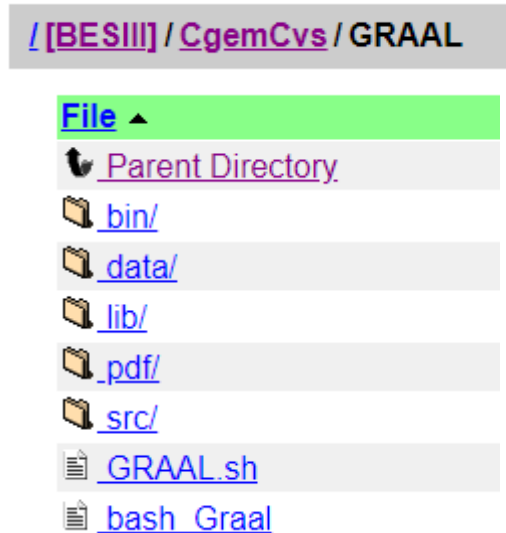 / [BESIII] / CgemCvs / GRAAL
File
Parent Directory
bin/
data/
lib/
pdf/
src/
GRAAL.sh
bash_Graal